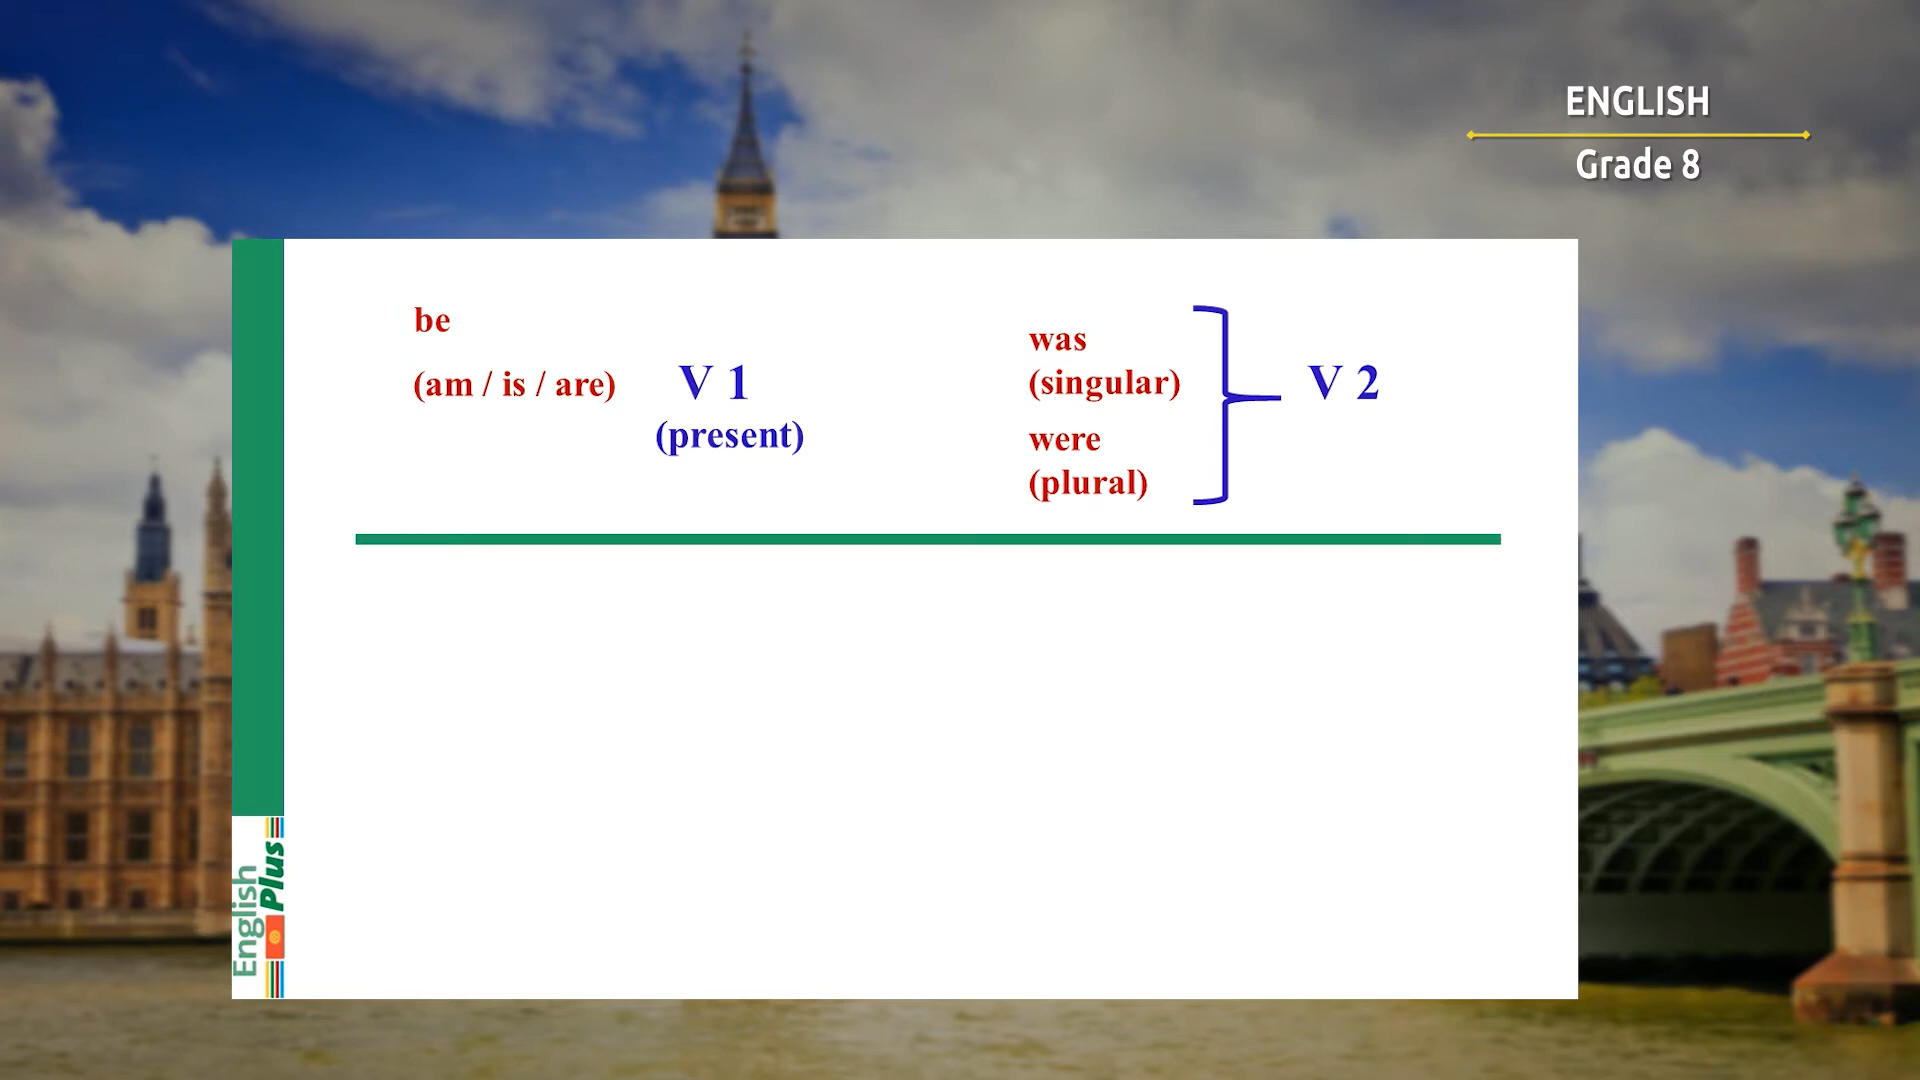 ENGLISH
Grade 8
be
(am / is / are)
V 1
(present)
was
(singular)
were
(plural)
V 2
English
Plus